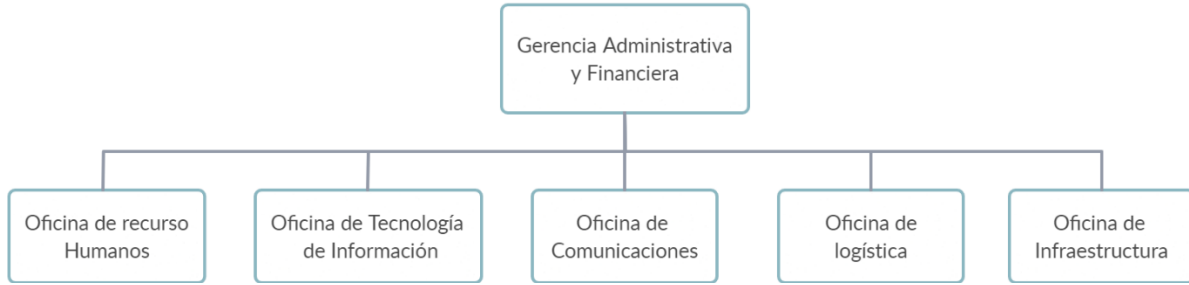 Gerencia Administrativa
y Financiera
Oficina de recurso
Humanos
Oficina de Tecnología
de Información
Oficina de
Comunicaciones
Oficina de
logística
Oficina de
Infraestructura